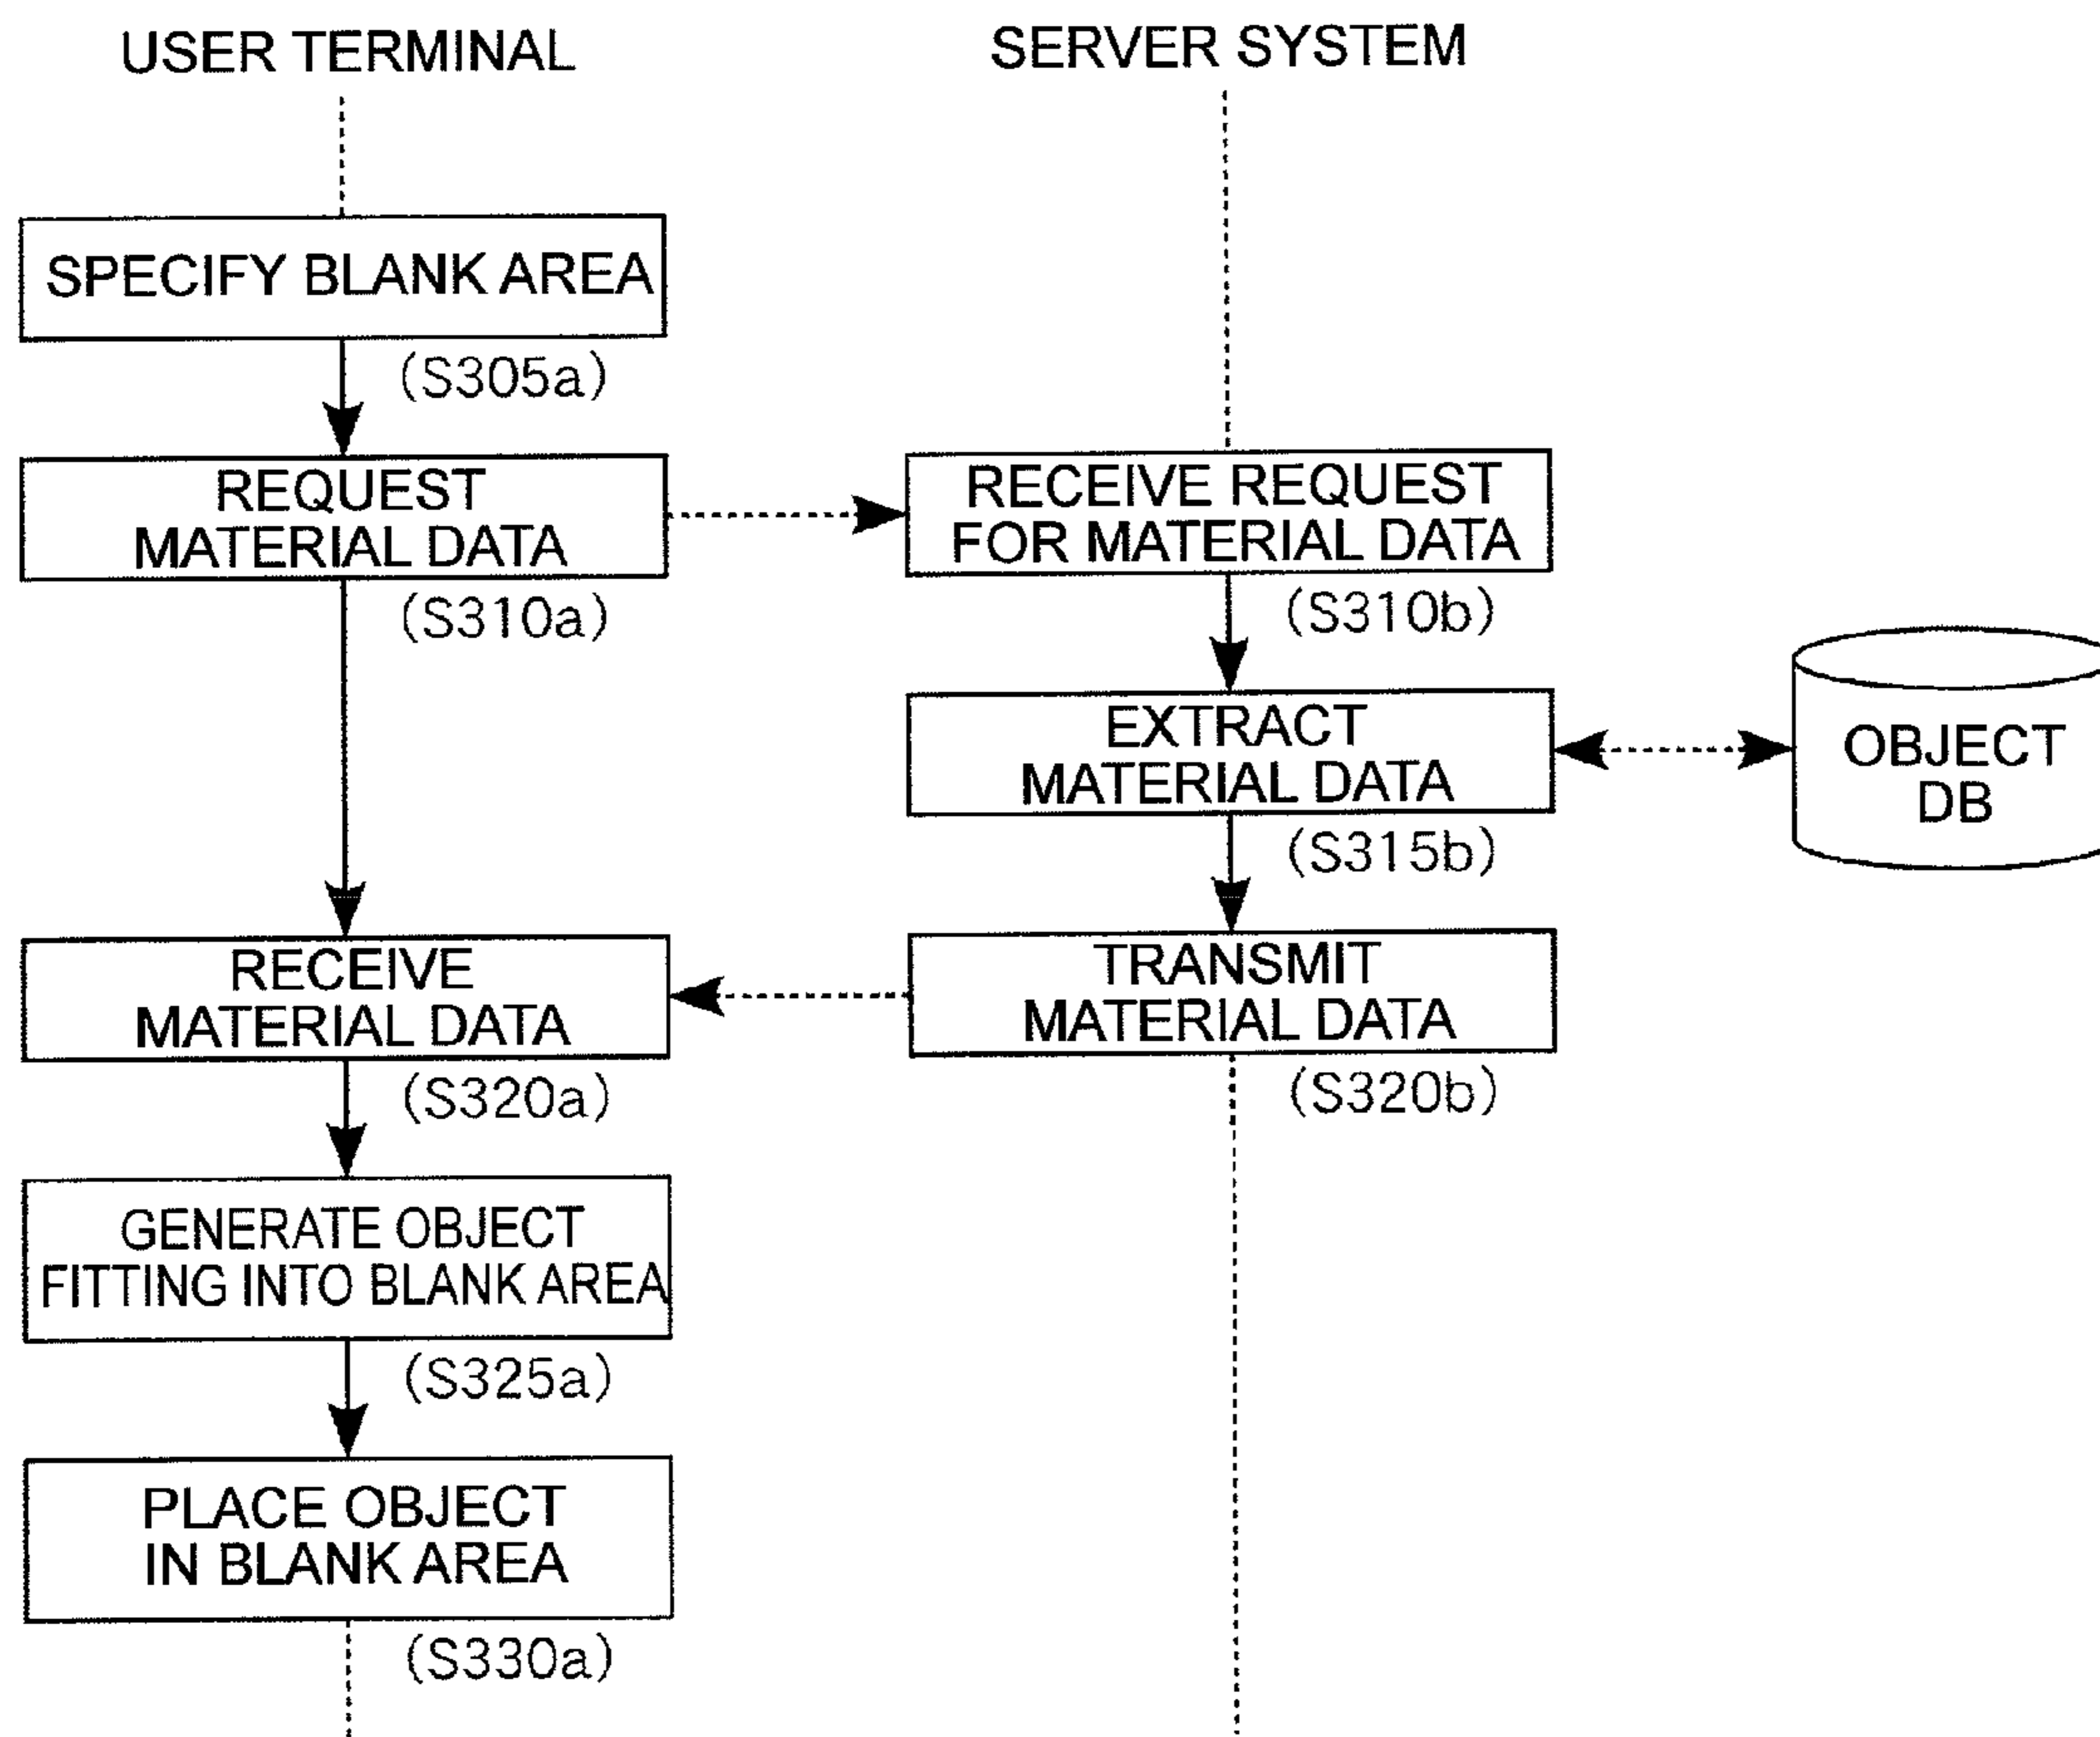 USER TERMINAL
SERVER SYSTEM
SPECIFY BLANK AREA
(S305a)
REQUEST
MATERIAL DATA
(S310a)
RECEIVE REQUEST
FOR MATERIAL DATA
(S310b)
EXTRACT
MATERIAL DATA
(S315b)
OBJECT
DB
RECEIVE
MATERIAL DATA
(S320a)
TRANSMIT
MATERIAL DATA
(S320b)
GENERATE OBJECT
FITTING INTO BLANK AREA
(S325a)
PLACE OBJECT
IN BLANK AREA
(S330a)